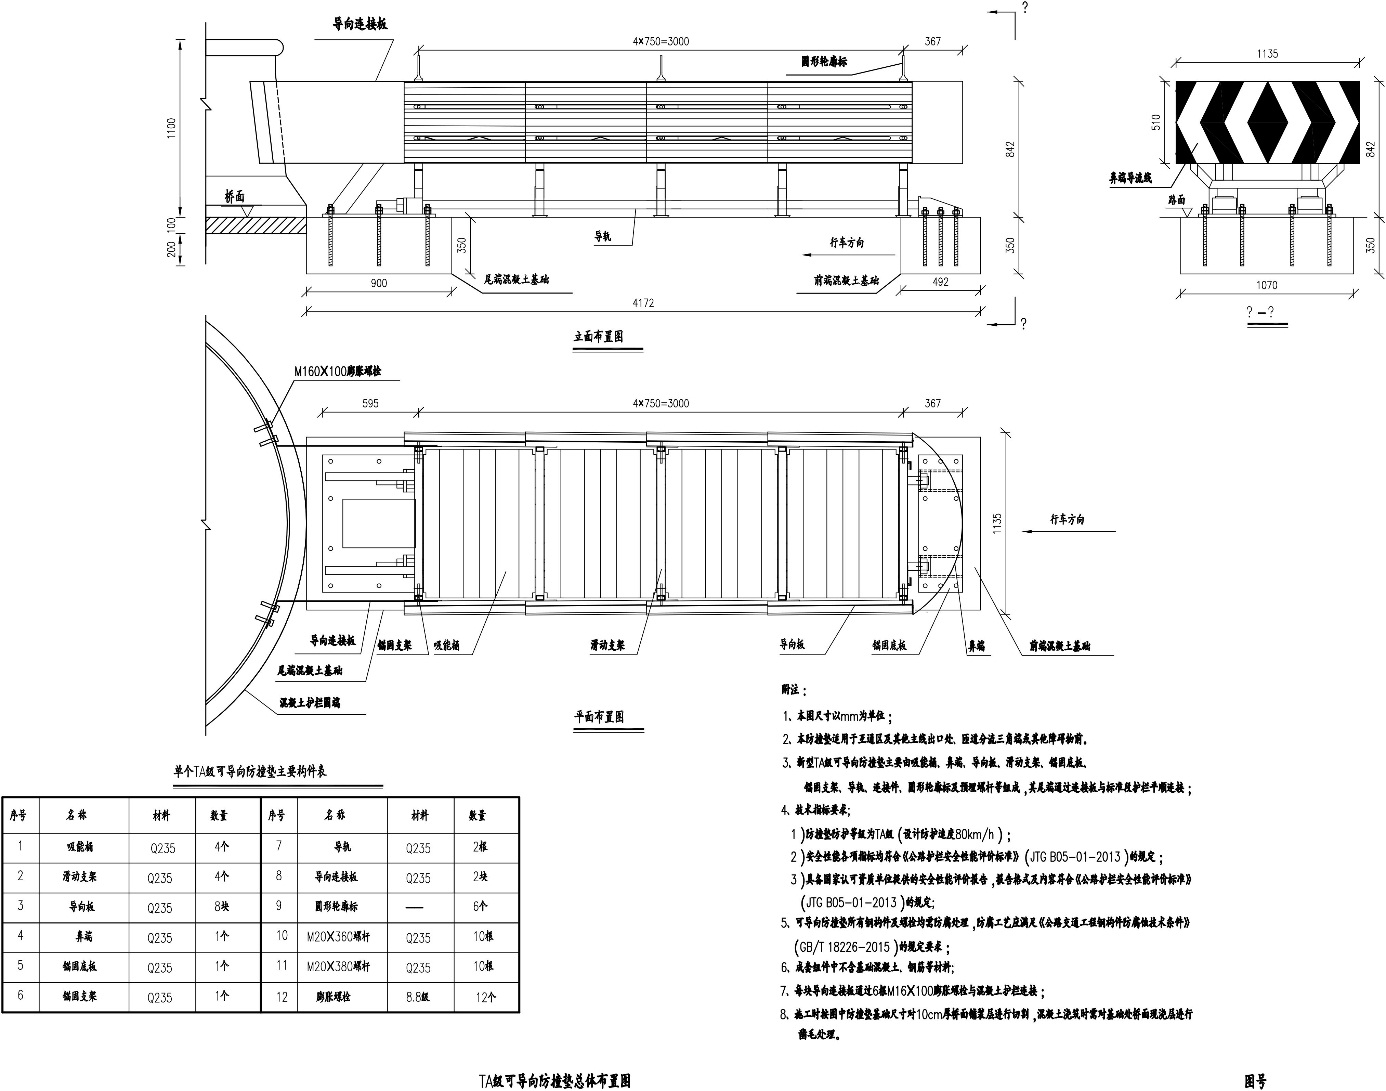 导向连接板
4×750=3000
367
?
圆形轮廓标
1135
1100
842
510
842
鼻端导流线
桥面
路面
100
200
350
导轨
行车方向
350
350
900
尾端混凝土基础
前端混凝土基础
492
4172
?
1070
?-?
立面布置图
M160X100膨胀螺栓
595
4×750=3000
367
1135
行车方向
导向连接板
锚固支架
吸能桶
滑动支架
导向板
锚固底板
鼻端
前端混凝土基础
尾端混凝土基础
混凝土护栏圆端
平面布置图
附注：
1、本图尺寸以mm为单位；
2、本防撞垫适用于互通区及其他主线出口处、匝道分流三角端或其他障碍物前。
3、新型TA级可导向防撞垫主要由吸能桶、鼻端、导向板、滑动支架、锚固底板、
锚固支架、导轨、连接件、圆形轮廓标及预埋螺杆等组成，其尾端通过连接板与标准段护栏平顺连接；
4、技术指标要求;
1）防撞垫防护等级为TA级（设计防护速度80km/h）；
2）安全性能各项指标均符合《公路护栏安全性能评价标准》（JTG B05-01-2013）的规定；
3）具备国家认可资质单位提供的安全性能评价报告，报告格式及内容符合《公路护栏安全性能评价标准》
（JTG B05-01-2013）的规定;
5、可导向防撞垫所有钢构件及螺栓均需防腐处理，防腐工艺应满足《公路交通工程钢构件防腐蚀技术条件》
（GB/T 18226-2015）的规定要求；
6、成套组件中不含基础混凝土、钢筋等材料;
7、每块导向连接板通过6根M16X100膨胀螺栓与混凝土护栏连接；
8、施工时按图中防撞垫基础尺寸对10cm厚桥面铺装层进行切割，混凝土浇筑时需对基础处桥面现浇层进行
凿毛处理。
单个TA级可导向防撞垫主要构件表
序号 名称 材料 数量 序号 名称 材料 数量
1 吸能桶 Q235 4个 7 导轨 Q235 2根
2 滑动支架 Q235 4个 8 导向连接板 Q235 2块
3 导向板 Q235 8块 9 圆形轮廓标 — 6个
4 鼻端 Q235 1个 10 M20X360螺杆 Q235 10根
5 锚固底板 Q235 1个 11 M20X380螺杆 Q235 10根
6 锚固支架 Q235 1个 12 膨胀螺栓 8.8级 12个
TA级可导向防撞垫总体布置图
图号